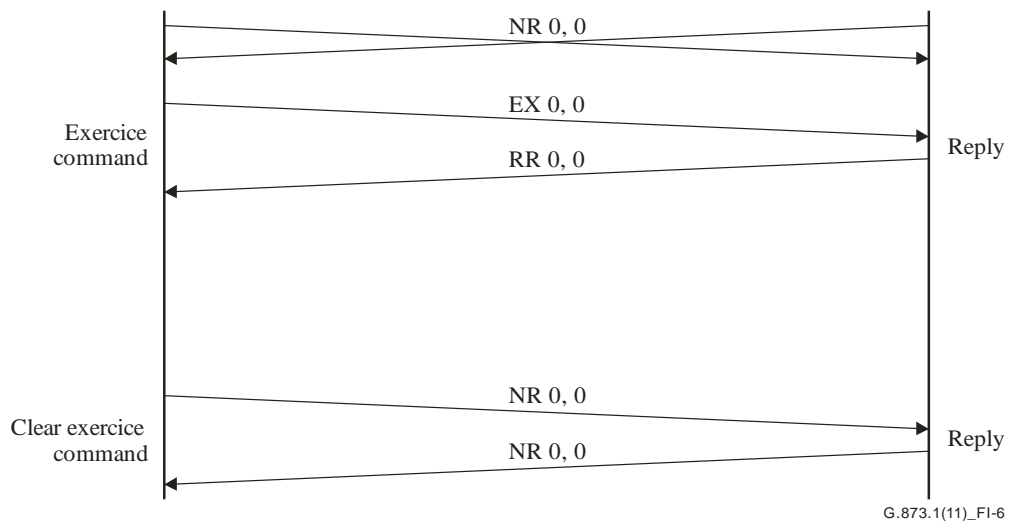 NR 0, 0
EX 0, 0
Exercice
command
Reply
RR 0, 0
NR 0, 0
Clear exercice
command
Reply
NR 0, 0
G.873.1(11)_FI-6